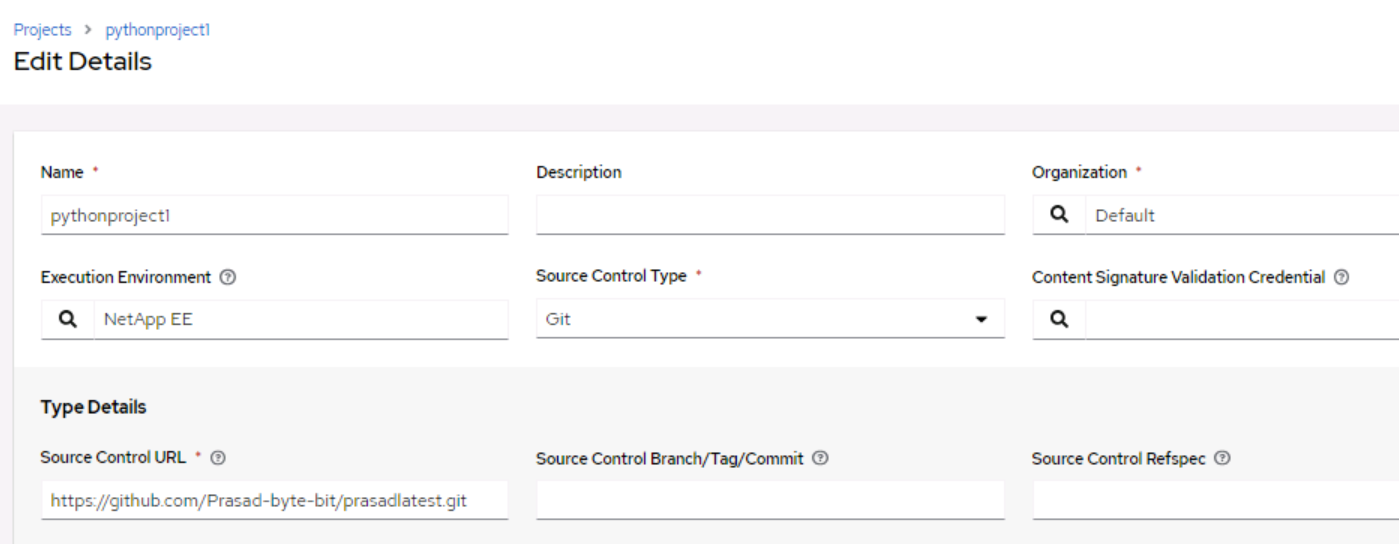 Projects > pythonproject1
Edit Details
Name * Description Organization *
pythonproject1 Default
Execution Environment Source Control Type * Content Signature Validation Credential
NetApp EE Git
Type Details
Source Control URL * Source Control Branch/Tag/Commit Source Control Refspec
https://github.com/Prasad-byte-bit/prasadlatest.git